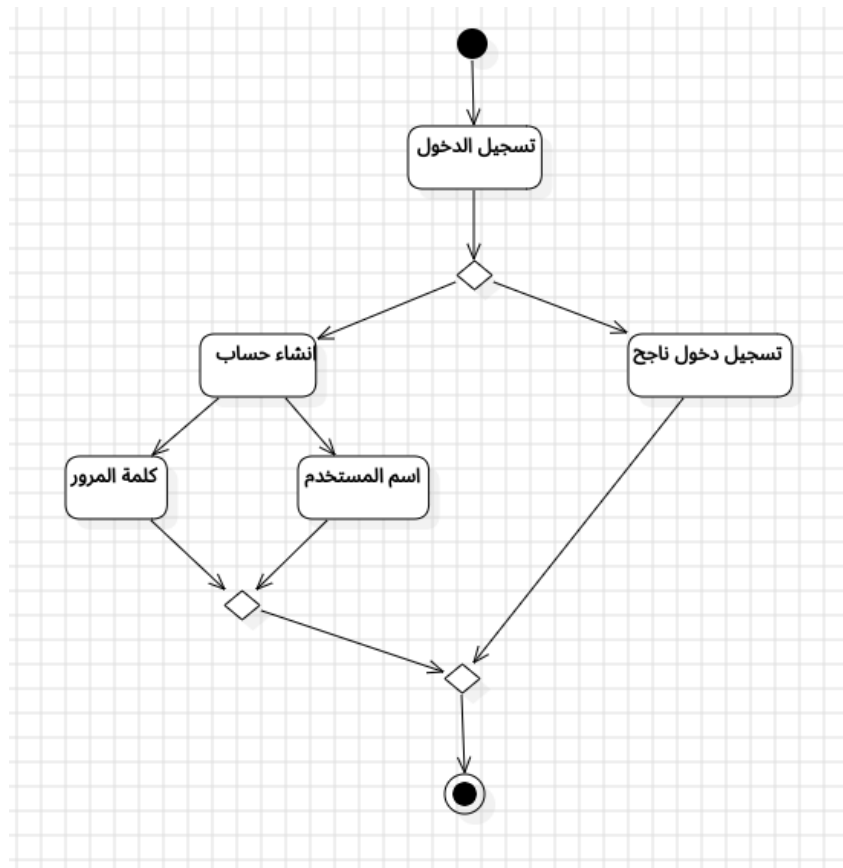 تسجيل الدخول
انشاء حساب
تسجيل دخول ناجح
كلمة المرور
اسم المستخدم